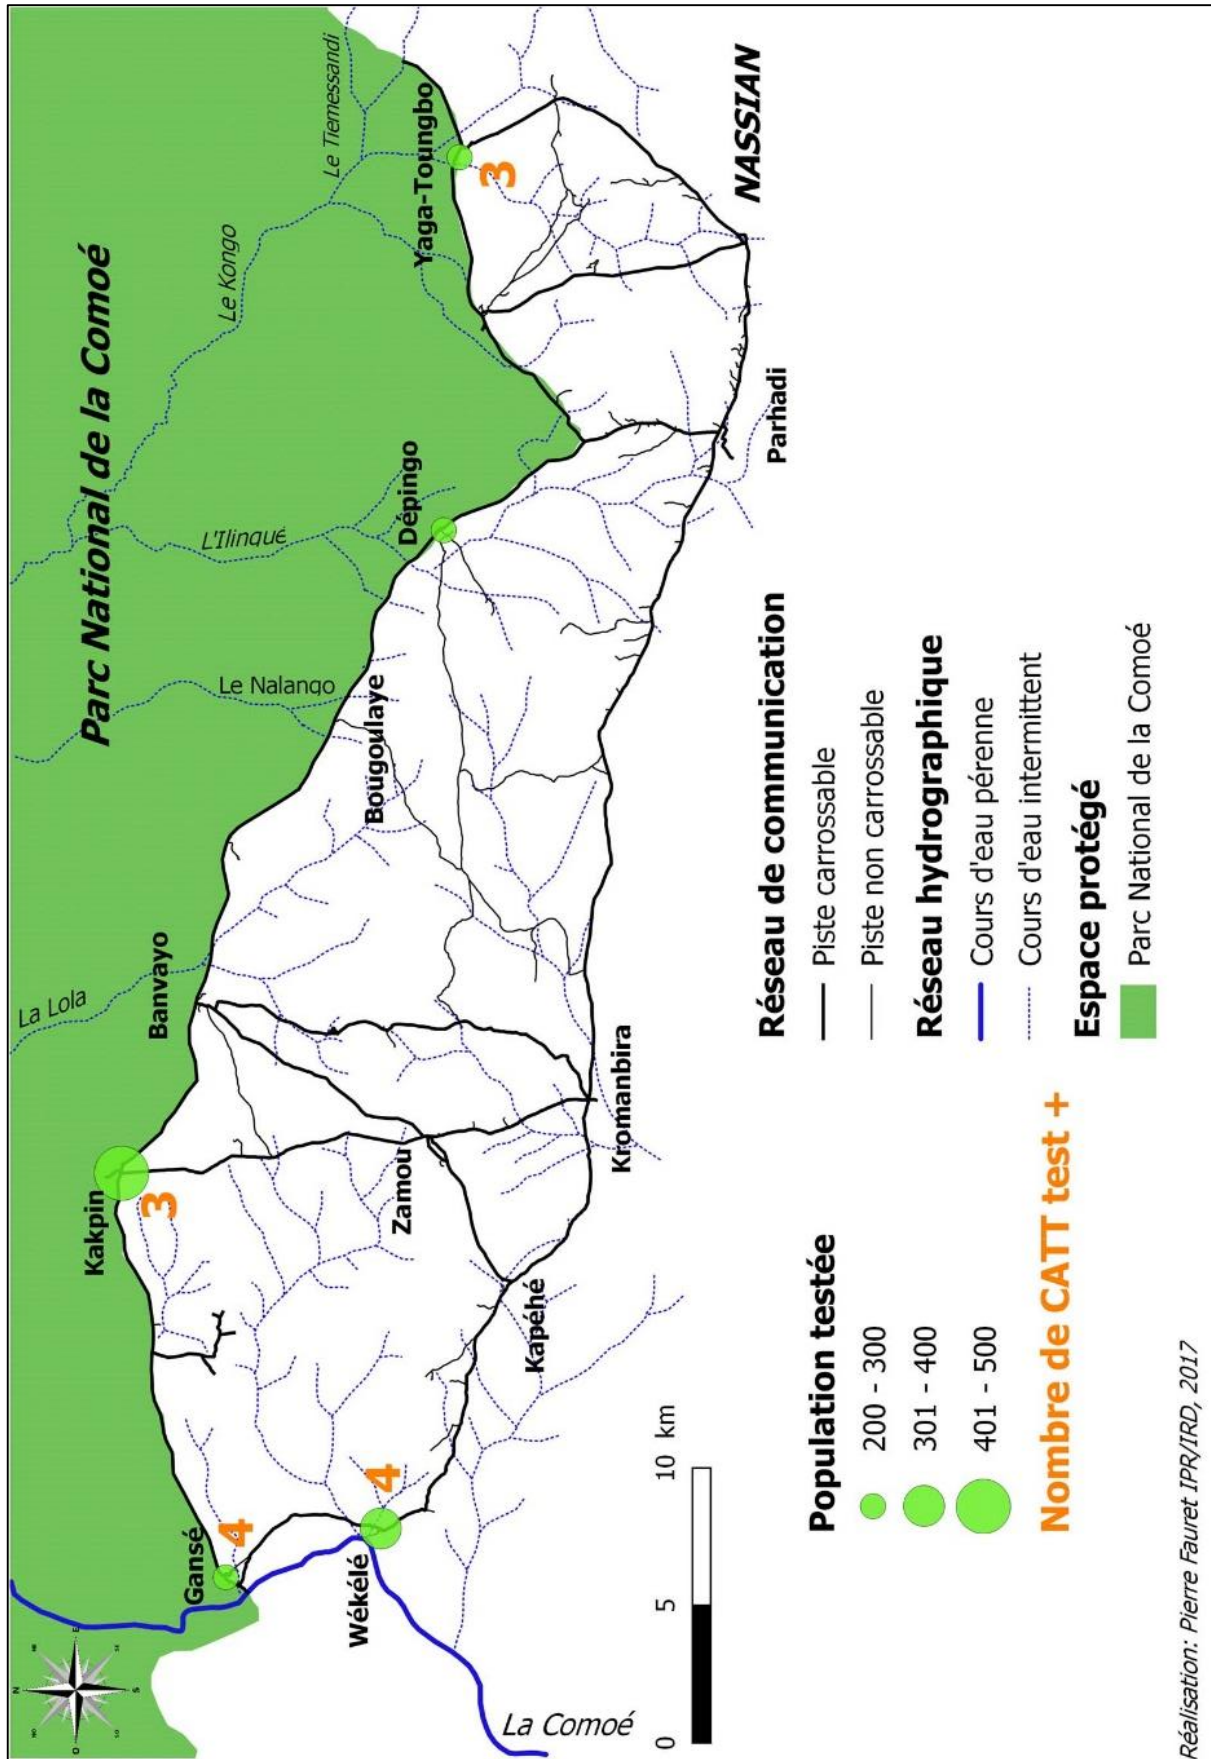 Parc National de la Comoé
Le Tiemessandi
Le Kongo
L'Ilinqué
Le Nalango
La Lola
Yaga-Toungbo
3
NASSIAN
Dépingo
Parhadi
Bougoulaye
Banvayo
Kakpin
3
Zamou
Kromanbira
Kapéhé
Gansé
4
Wékélé
4
La Comoé
N
E
S
O
0 5 10 km
Population testée
200 - 300
301 - 400
401 - 500
Nombre de CATT test +
Réseau de communication
Piste carrossable
Piste non carrossable
Réseau hydrographique
Cours d'eau pérenne
Cours d'eau intermittent
Espace protégé
Parc National de la Comoé
Réalisation: Pierre Fauret IPR/IRD, 2017